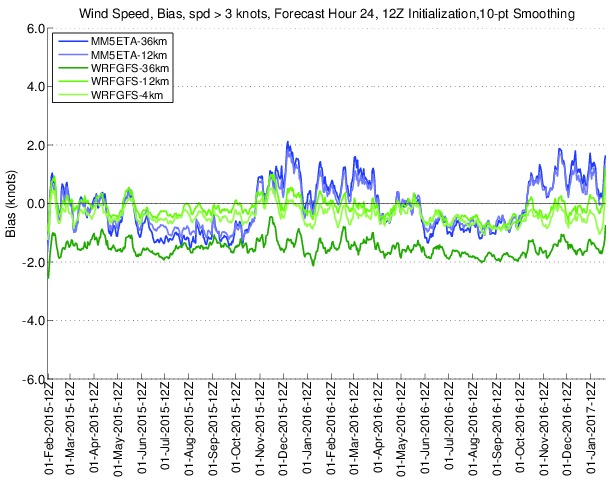 Wind Speed, Bias, spd > 3 knots, Forecast Hour 24, 12Z Initialization,10-pt Smoothing
6.0
4.0
2.0
0.0
-2.0
-4.0
-6.0
Bias (knots)
MM5ETA-36km
MM5ETA-12km
WRFGFS-36km
WRFGFS-12km
WRFGFS-4km
01-Feb-2015-12Z
01-Mar-2015-12Z
01-Apr-2015-12Z
01-May-2015-12Z
01-Jun-2015-12Z
01-Jul-2015-12Z
01-Aug-2015-12Z
01-Sep-2015-12Z
01-Oct-2015-12Z
01-Nov-2015-12Z
01-Dec-2015-12Z
01-Jan-2016-12Z
01-Feb-2016-12Z
01-Mar-2016-12Z
01-Apr-2016-12Z
01-May-2016-12Z
01-Jun-2016-12Z
01-Jul-2016-12Z
01-Aug-2016-12Z
01-Sep-2016-12Z
01-Oct-2016-12Z
01-Nov-2016-12Z
01-Dec-2016-12Z
01-Jan-2017-12Z